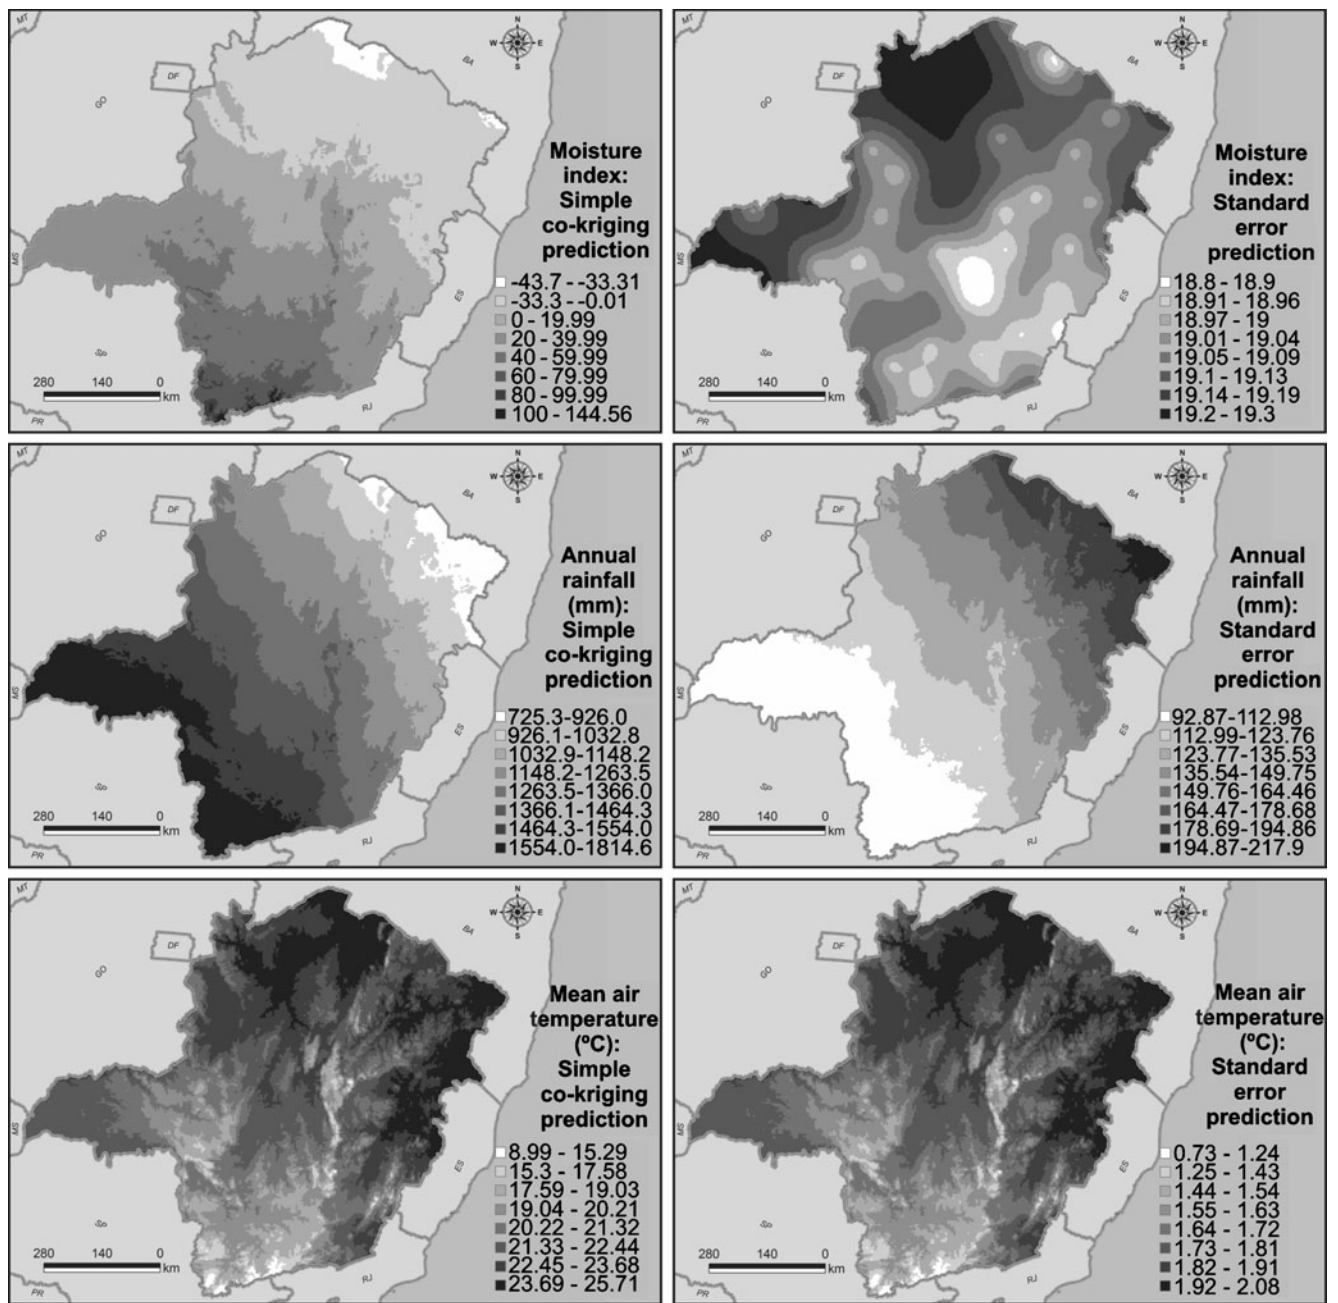 MT
N
W
E
S
BA
DF
GO
MS
SP
PR
RJ
ES
Moisture
index:
Simple
co-kriging
prediction
-43.7 - -33.31
-33.3 - -0.01
0 - 19.99
20 - 39.99
40 - 59.99
60 - 79.99
80 - 99.99
100 - 144.56
280 140 0
km
MT
N
W
E
S
BA
DF
GO
MS
SP
PR
RJ
ES
Moisture
index:
Standard
error
prediction
18.8 - 18.9
18.91 - 18.96
18.97 - 19
19.01 - 19.04
19.05 - 19.09
19.1 - 19.13
19.14 - 19.19
19.2 - 19.3
280 140 0
km
MT
N
W
E
S
BA
DF
GO
MS
SP
PR
RJ
ES
Annual
rainfall
(mm):
Simple
co-kriging
prediction
725.3-926.0
926.1-1032.8
1032.9-1148.2
1148.2-1263.5
1263.5-1366.0
1366.1-1464.3
1464.3-1554.0
1554.0-1814.6
280 140 0
km
MT
N
W
E
S
BA
DF
GO
MS
SP
PR
RJ
ES
Annual
rainfall
(mm):
Standard
error
prediction
92.87-112.98
112.99-123.76
123.77-135.53
135.54-149.75
149.76-164.46
164.47-178.68
178.69-194.86
194.87-217.9
280 140 0
km
MT
N
W
E
S
BA
DF
GO
MS
SP
PR
RJ
ES
Mean air
temperature
(ºC):
Simple
co-kriging
prediction
8.99 - 15.29
15.3 - 17.58
17.59 - 19.03
19.04 - 20.21
20.22 - 21.32
21.33 - 22.44
22.45 - 23.68
23.69 - 25.71
280 140 0
km
MT
N
W
E
S
BA
DF
GO
MS
SP
PR
RJ
ES
Mean air
temperature
(ºC):
Standard
error
prediction
0.73 - 1.24
1.25 - 1.43
1.44 - 1.54
1.55 - 1.63
1.64 - 1.72
1.73 - 1.81
1.82 - 1.91
1.92 - 2.08
280 140 0
km